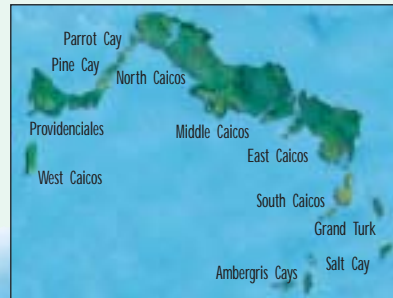 Parrot Cay
Pine Cay
North Caicos
Providenciales
Middle Caicos
East Caicos
West Caicos
South Caicos
Grand Turk
Salt Cay
Ambergris Cays